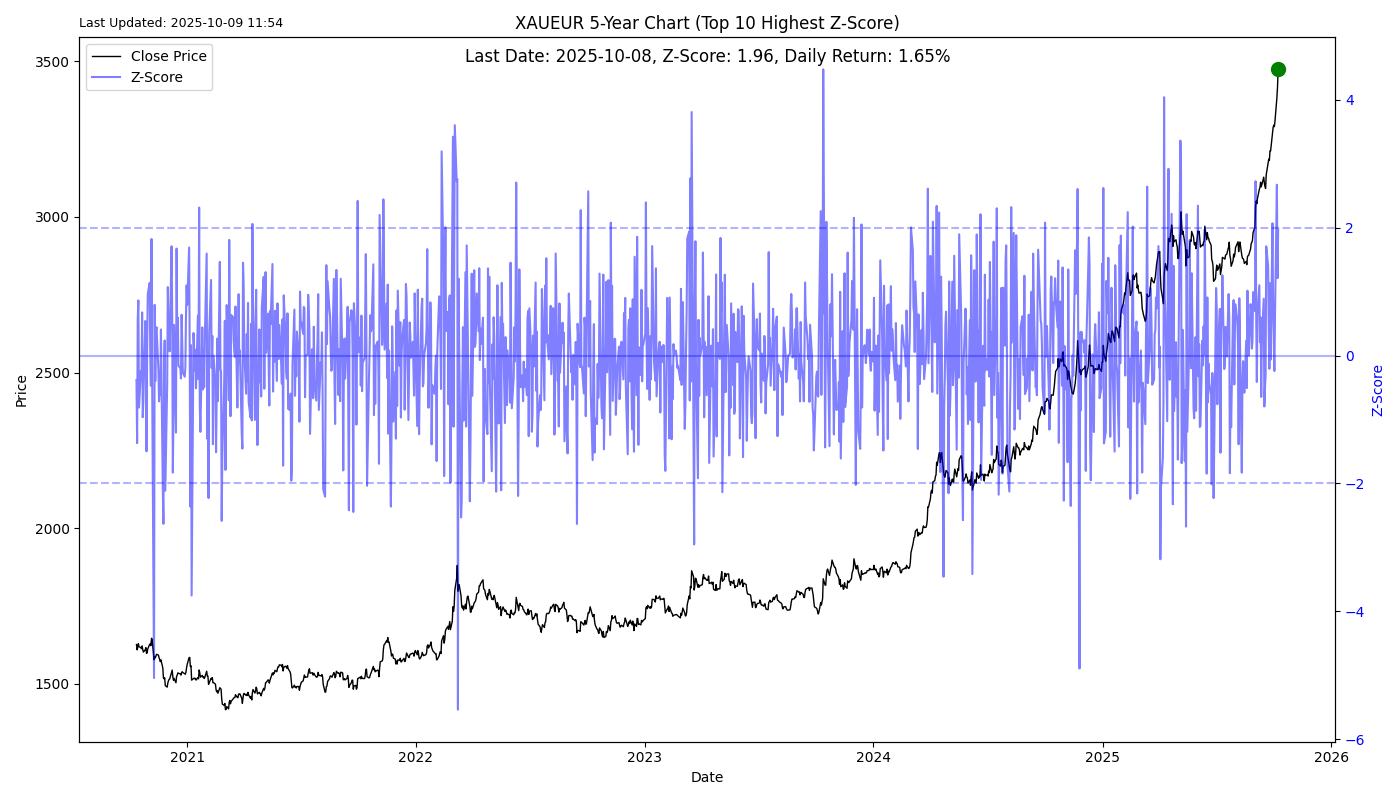 Last Updated: 2025-10-09 11:54
XAUEUR 5-Year Chart (Top 10 Highest Z-Score)
Last Date: 2025-10-08, Z-Score: 1.96, Daily Return: 1.65%
Close Price
Z-Score
3500
3000
2500
2000
1500
Price
4
2
0
−2
−4
−6
Z-Score
2021
2022
2023
2024
2025
2026
Date